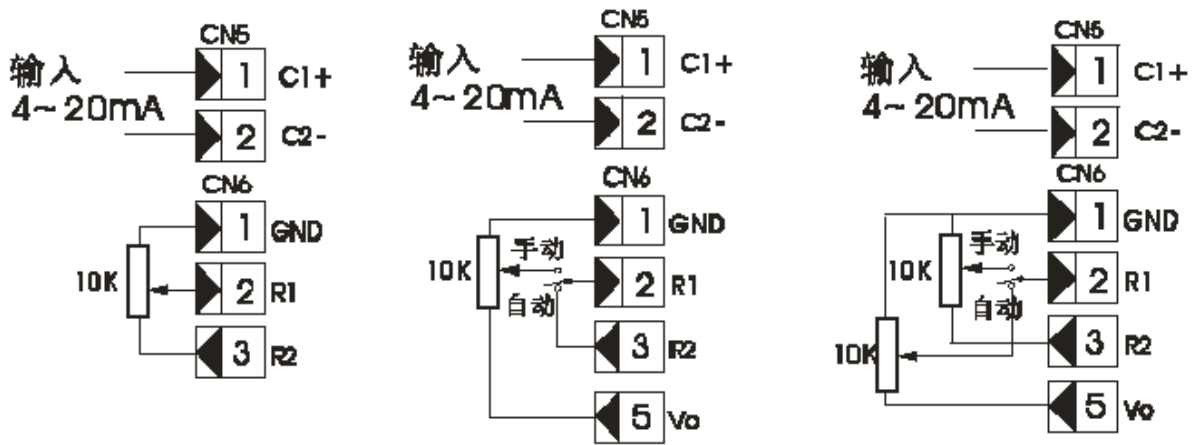 CN5
输入
4~20mA
1 C1+
2 C2-
CN6
1 GND
10K
2 R1
3 R2
CN5
输入
4~20mA
1 C1+
2 C2-
CN6
1 GND
手动
10K
2 R1
自动
3 R2
5 Vo
CN5
输入
4~20mA
1 C1+
2 C2-
CN6
1 GND
手动
10K
2 R1
自动
3 R2
10K
5 Vo